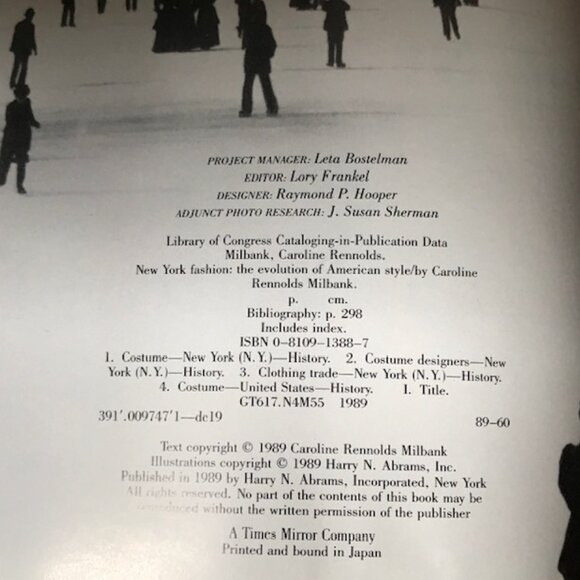 PROJECT MANAGER: Leta Bostelman
EDITOR: Lory Frankel
DESIGNER: Raymond P. Hooper
ADJUNCT PHOTO RESEARCH: J. Susan Sherman
Library of Congress Cataloging-in-Publication Data
Milbank, Caroline Rennolds.
New York fashion: the evolution of American style/by Caroline
Rennolds Milbank.
p. cm.
Bibliography: p. 298
Includes index.
ISBN 0–8109–1388–7
1. Costume—New York (N.Y.)—History. 2. Costume designers—New
York (N.Y.)—History. 3. Clothing trade—New York (N.Y.)—History.
4. Costume—United States—History. I. Title.
GT617.N4M55 1989
391'.009747'1—dc19 89–60
Text copyright © 1989 Caroline Rennolds Milbank
Illustrations copyright © 1989 Harry N. Abrams, Inc.
Published in 1989 by Harry N. Abrams, Incorporated, New York
All rights reserved. No part of the contents of this book may be
reproduced without the written permission of the publisher
A Times Mirror Company
Printed and bound in Japan